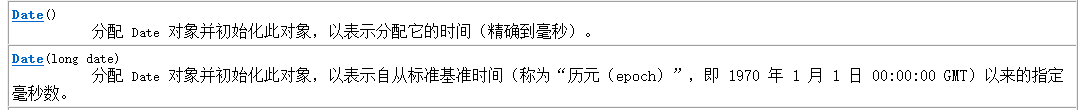 Date()
分配 Date 对象并初始化此对象，以表示分配它的时间（精确到毫秒）。
Date(long date)
分配 Date 对象并初始化此对象，以表示自从标准基准时间（称为“历元（epoch）”，即 1970 年 1 月 1 日 00:00:00 GMT）以来的指定
毫秒数。